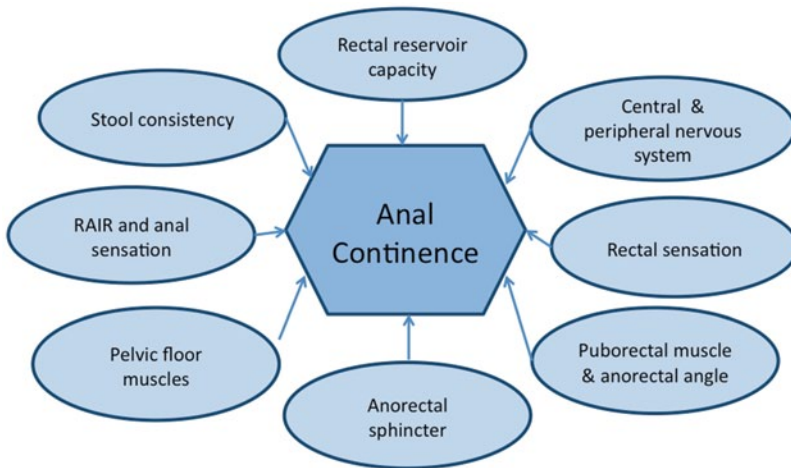 Rectal reservoir
capacity
Stool consistency
Central & 
peripheral nervous
system
Anal
Continence
RAIR and anal
sensation
Rectal sensation
Pelvic floor
muscles
Puborectal muscle
& anorectal angle
Anorectal
sphincter